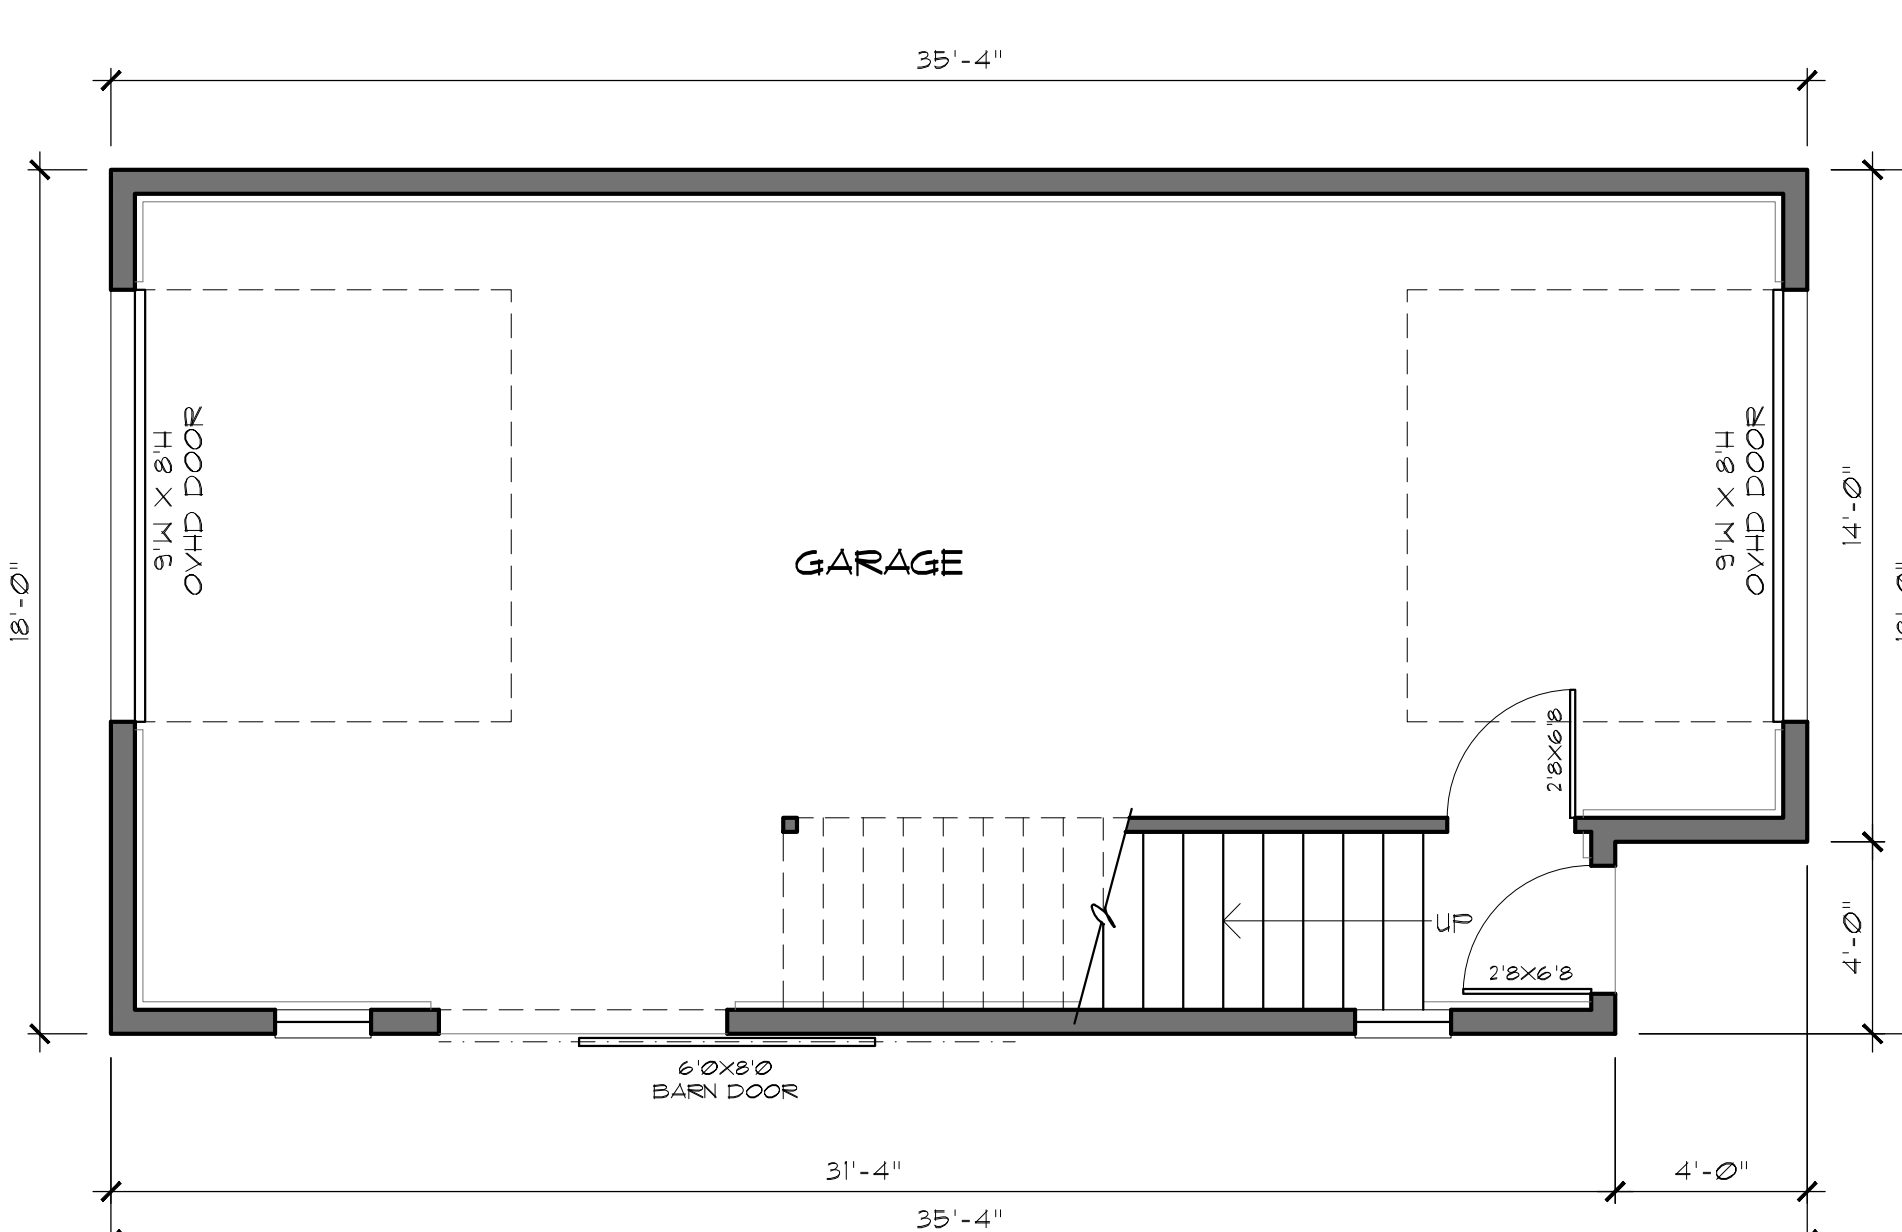 35'-4"
9'W X 8'H
OVHD DOOR
9'W X 8'H
OVHD DOOR
14'-0"
GARAGE
18'-0"
2'8X6'8
UP
4'-0"
2'8X6'8
6'0X8'0
BARN DOOR
31'-4"
4'-0"
35'-4"